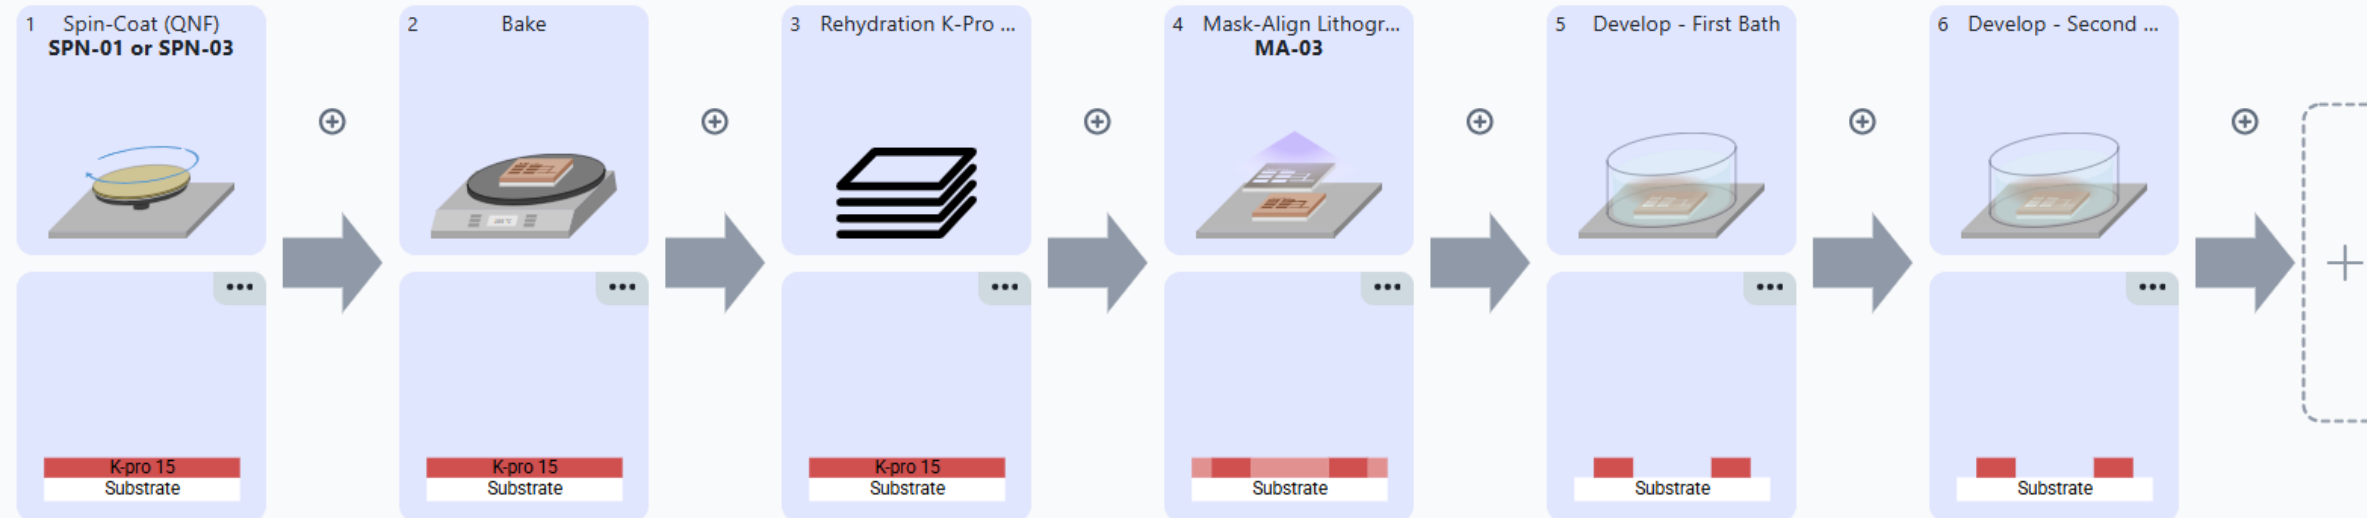 1 Spin-Coat (QNF)
SPN-01 or SPN-03
2 Bake
3 Rehydration K-Pro ...
4 Mask-Align Lithogr...
MA-03
5 Develop - First Bath
6 Develop - Second ...
K-pro 15
Substrate
K-pro 15
Substrate
K-pro 15
Substrate
Substrate
Substrate
Substrate